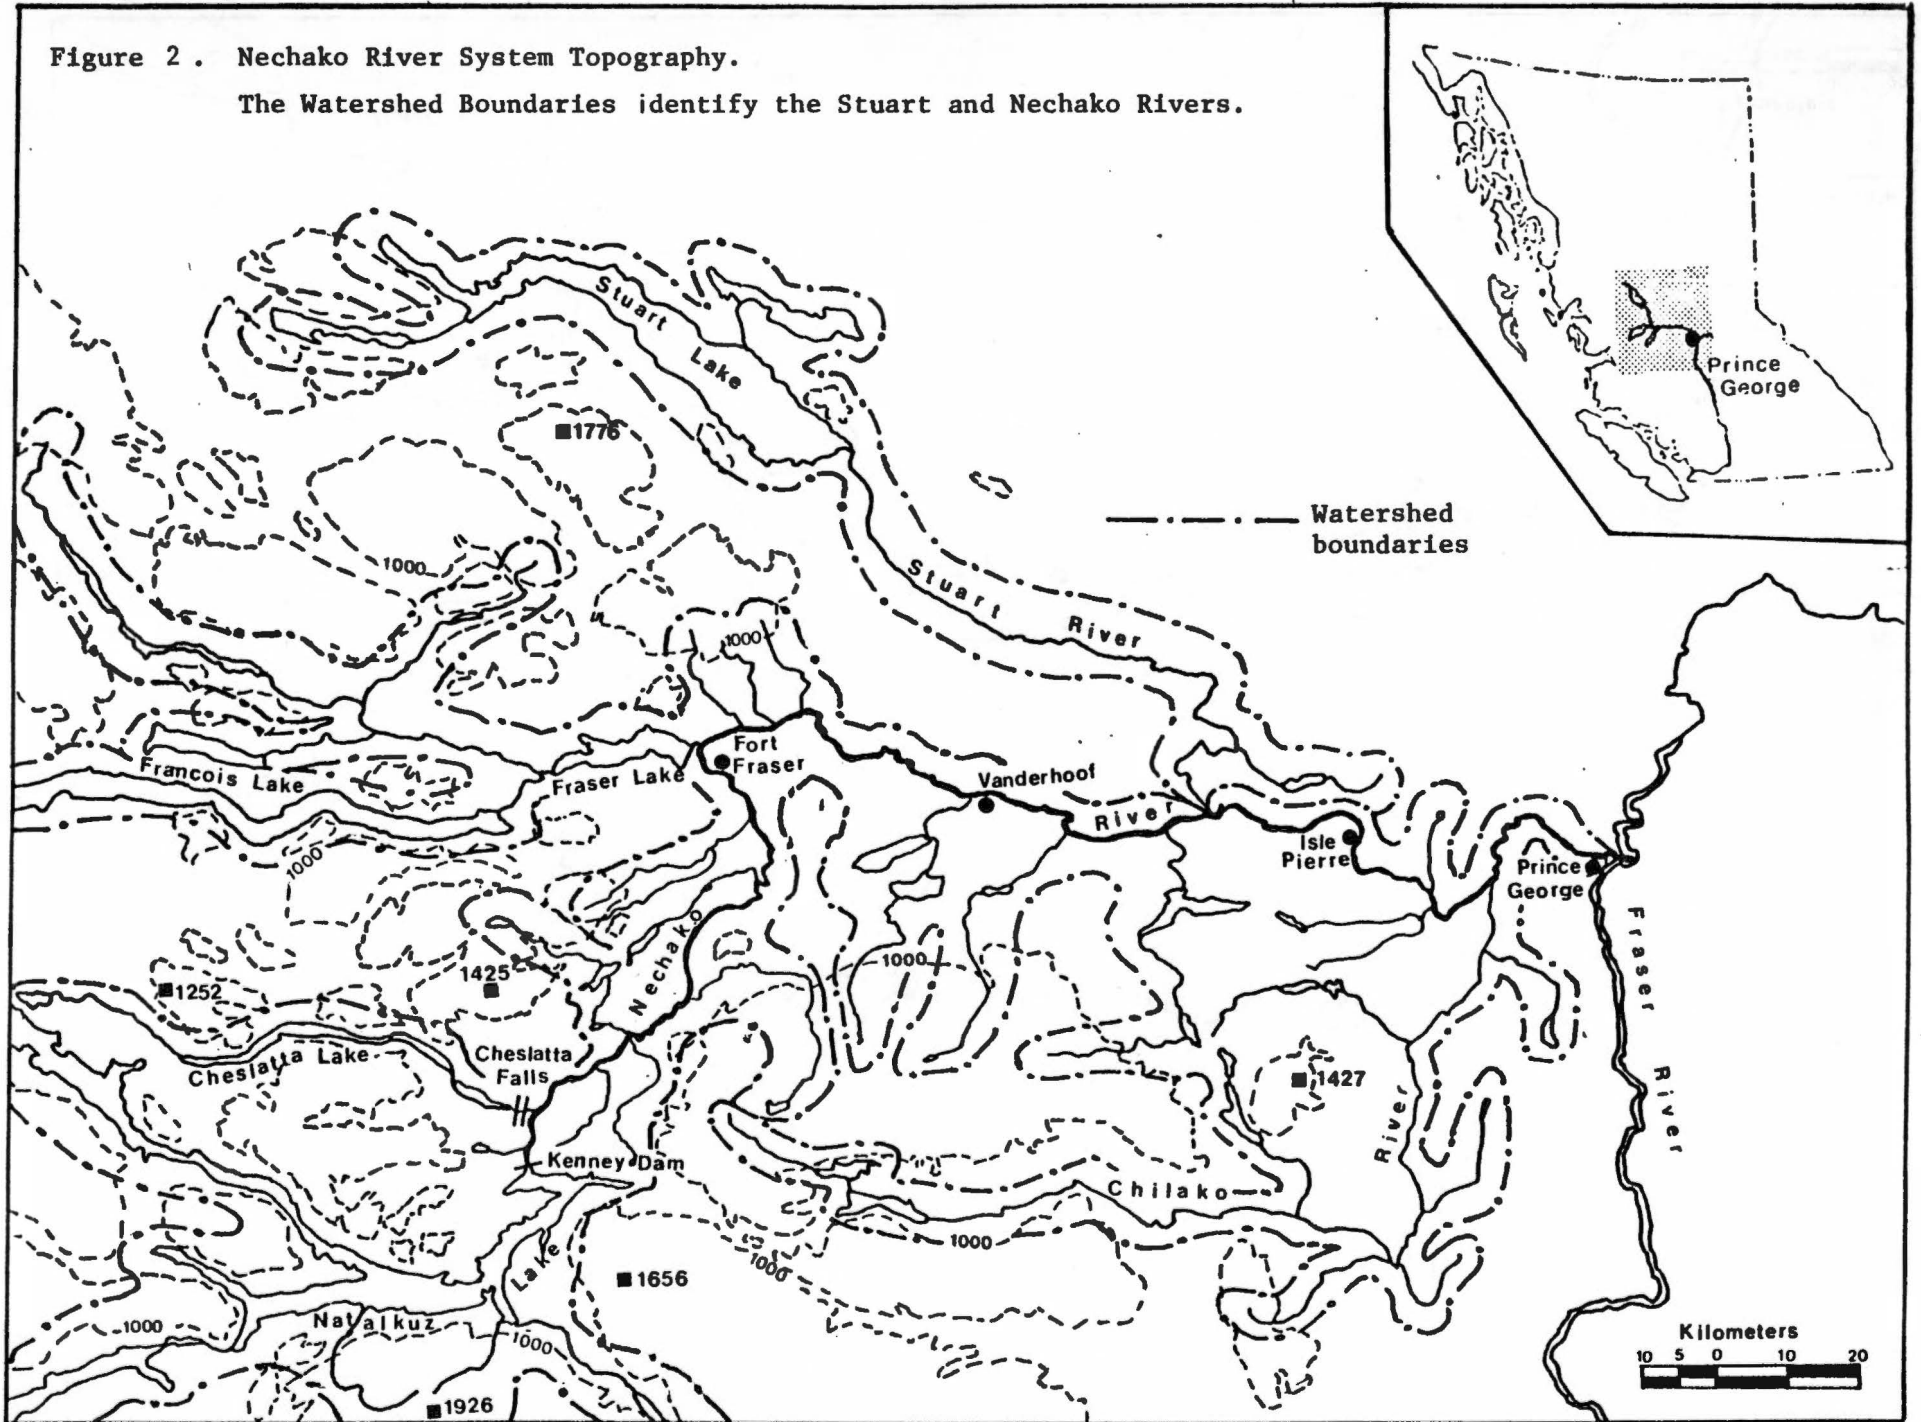 Figure 2. Nechako River System Topography.
The Watershed Boundaries identify the Stuart and Nechako Rivers.
Prince
George
Stuart
Lake
1776
Watershed
boundaries
1000
Stuart River
1000
Fort
Fraser
Francois Lake
Fraser Lake
Vanderhoof
River
Isle
Pierre
Prince
George
1000
Nechako
1000
1425
1252
Fraser River
Cheslatta Lake
Cheslatta
Falls
1427
River
Kenney Dam
Chilako
1000
1000
Lake
1656
Natalkuz
1000
1000
1926
Kilometers
10 5 0 10 20